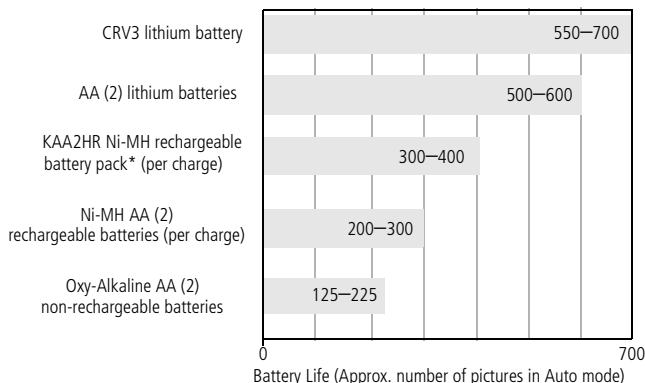 CRV3 lithium battery
550—700
AA (2) lithium batteries
500—600
KAA2HR Ni-MH rechargeable
battery pack* (per charge)
300—400
Ni-MH AA (2)
rechargeable batteries (per charge)
200—300
Oxy-Alkaline AA (2)
non-rechargeable batteries
125—225
0
700
Battery Life (Approx. number of pictures in Auto mode)